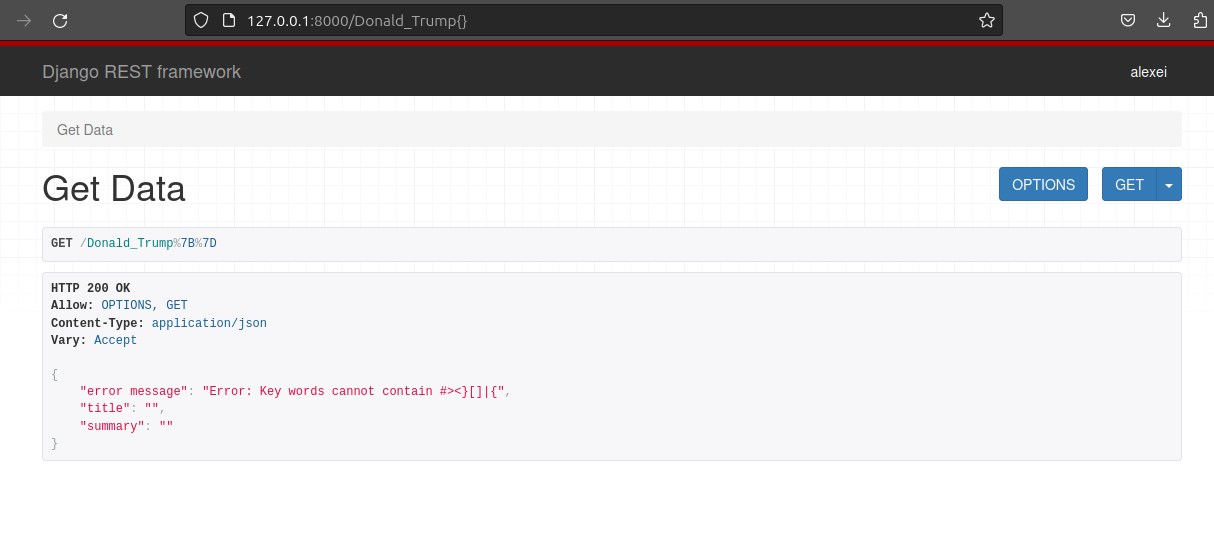 127.0.0.1:8000/Donald_Trump{}
Django REST framework
alexei
Get Data
Get Data
OPTIONS
GET
GET /Donald_Trump%7B%7D
HTTP 200 OK
Allow: OPTIONS, GET
Content-Type: application/json
Vary: Accept
{
    "error message": "Error: Key words cannot contain #><}[]|{",
    "title": "",
    "summary": ""
}